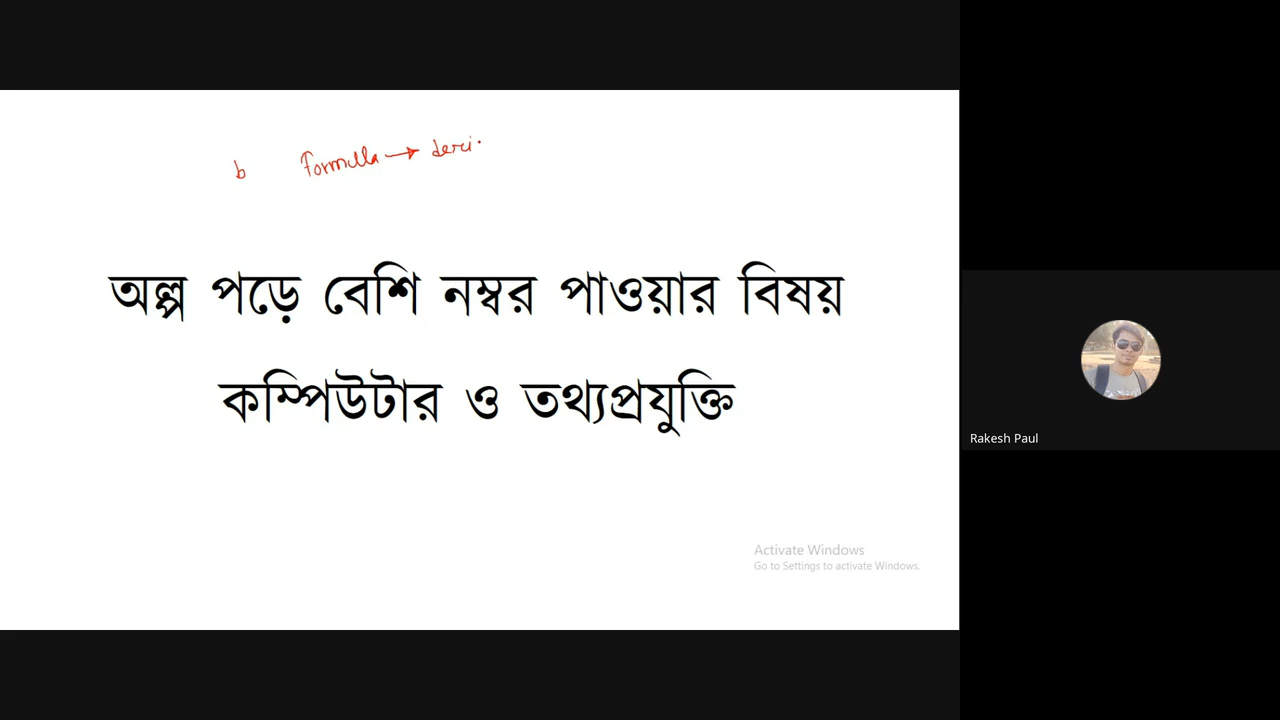 b Formula → deri.
অল্প পড়ে বেশি নম্বর পাওয়ার বিষয়
কম্পিউটার ও তথ্যপ্রযুক্তি
Rakesh Paul
Activate Windows
Go to Settings to activate Windows.